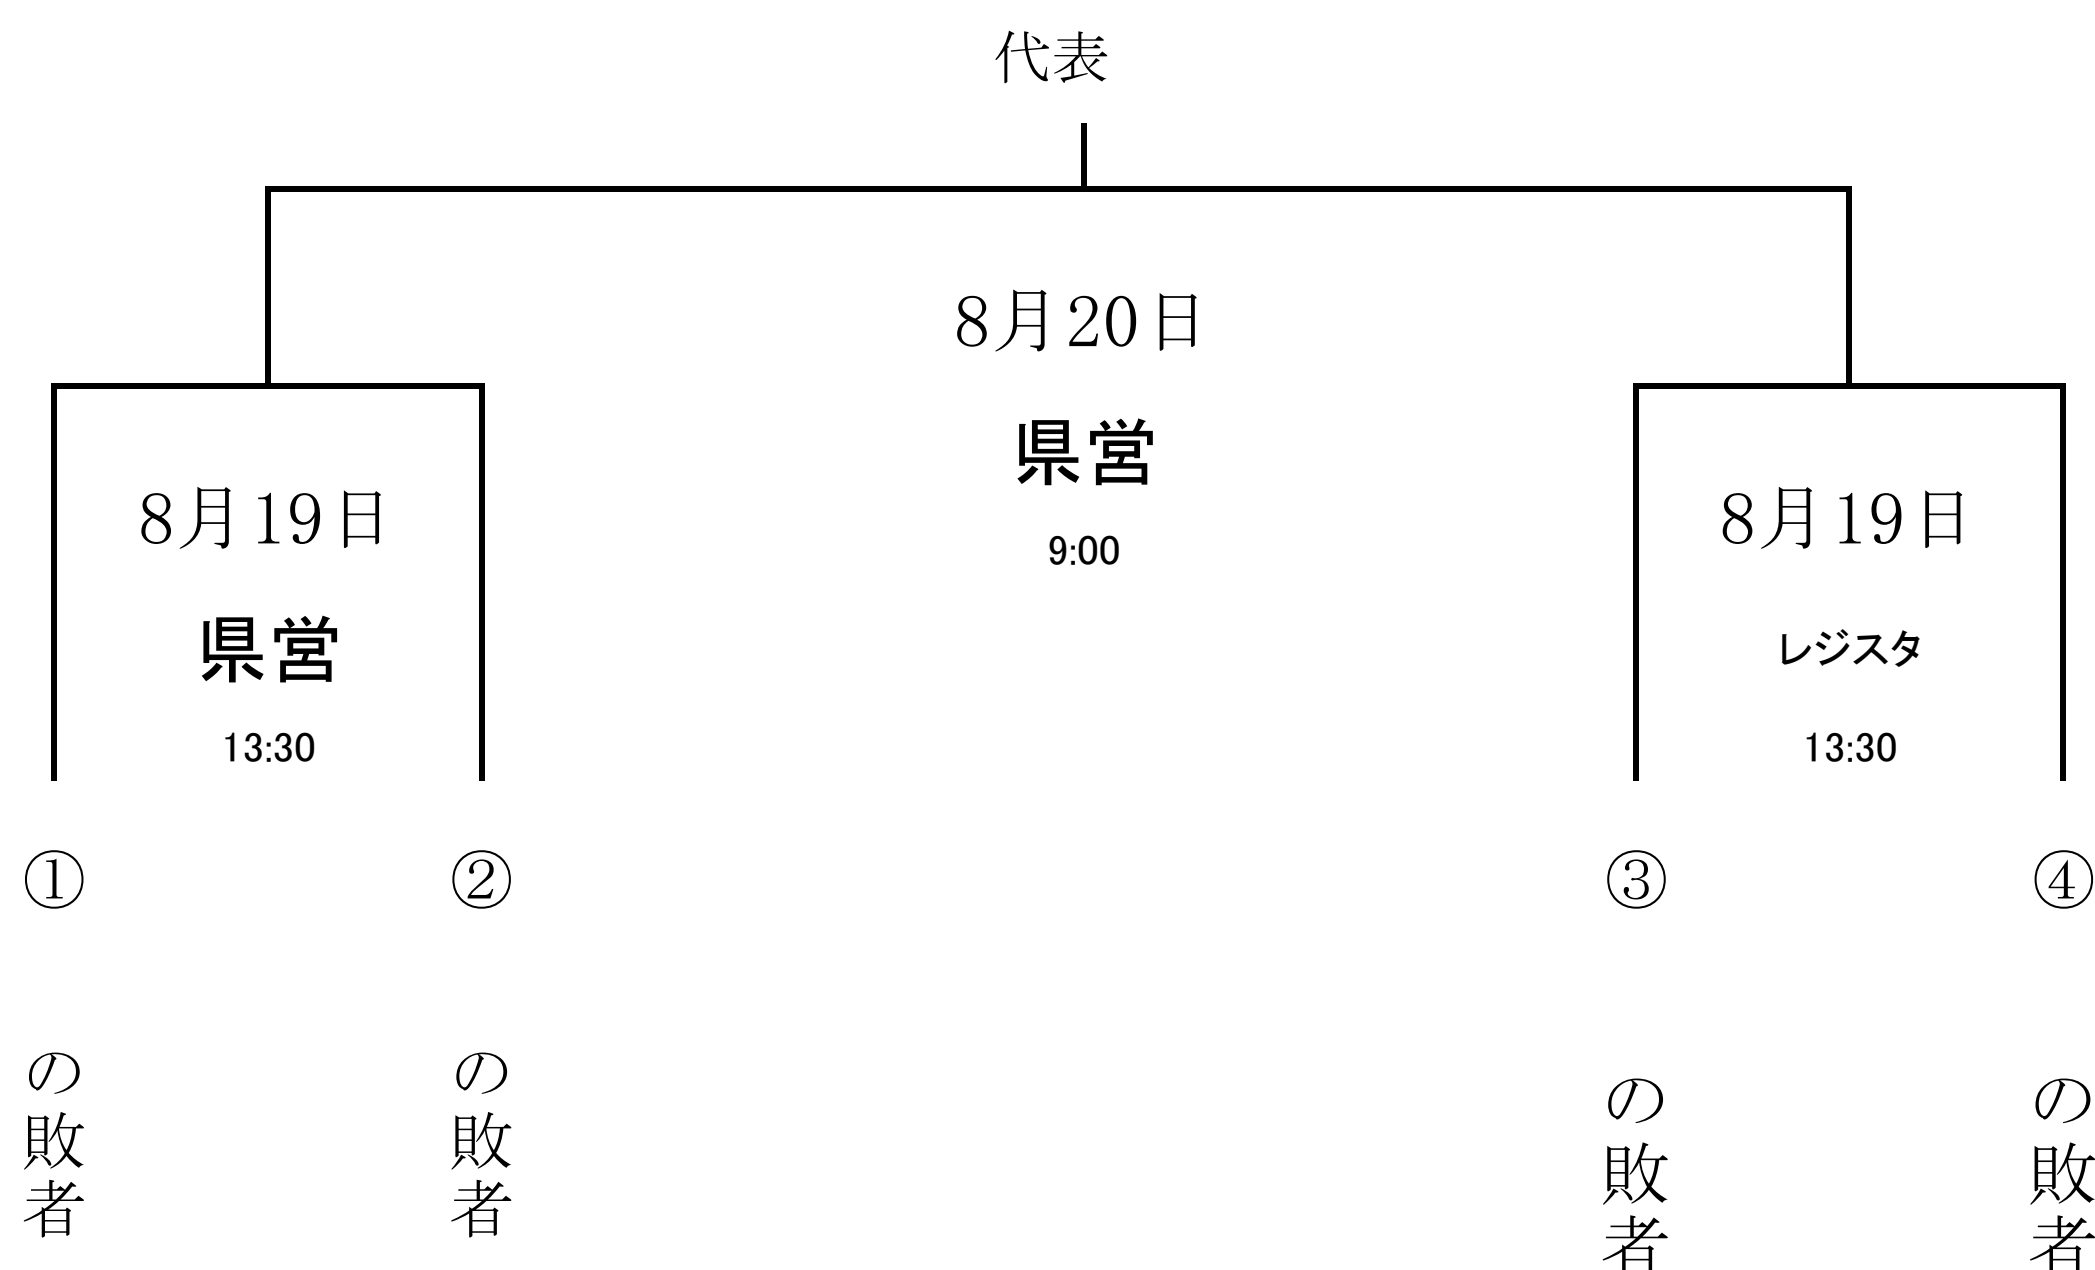 代表
8月20日
県営
9:00
8月19日
県営
13:30
8月19日
レジスタ
13:30
①の敗者
②の敗者
③の敗者
④の敗者